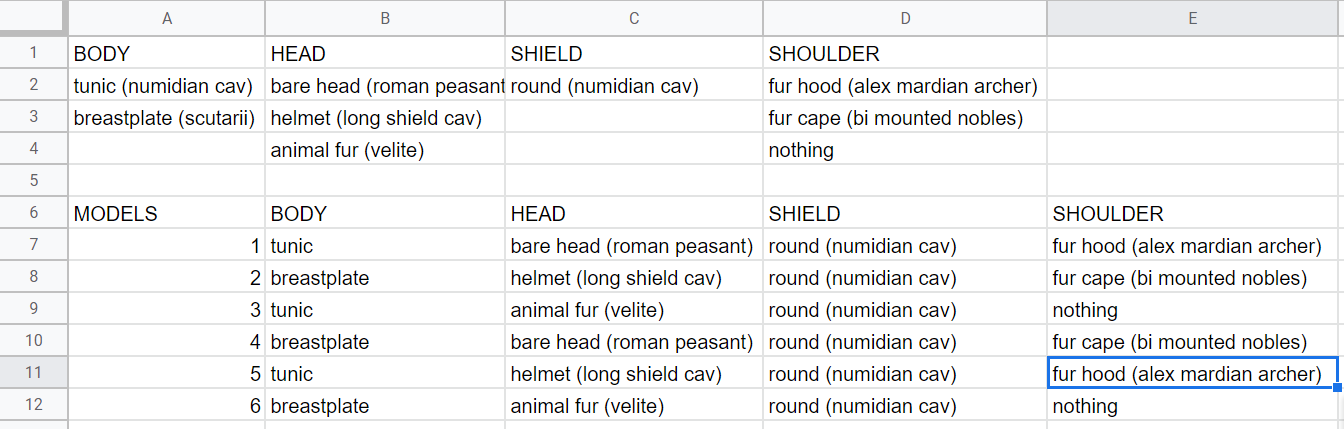 A B C D E
1 BODY HEAD SHIELD SHOULDER
2 tunic (numidian cav) bare head (roman peasant round (numidian cav) fur hood (alex mardian archer)
3 breastplate (scutarii) helmet (long shield cav) fur cape (bi mounted nobles)
4 animal fur (velite) nothing
5
6 MODELS BODY HEAD SHIELD SHOULDER
7 1 tunic bare head (roman peasant) round (numidian cav) fur hood (alex mardian archer)
8 2 breastplate helmet (long shield cav) round (numidian cav) fur cape (bi mounted nobles)
9 3 tunic animal fur (velite) round (numidian cav) nothing
10 4 breastplate bare head (roman peasant) round (numidian cav) fur cape (bi mounted nobles)
11 5 tunic helmet (long shield cav) round (numidian cav) fur hood (alex mardian archer)
12 6 breastplate animal fur (velite) round (numidian cav) nothing